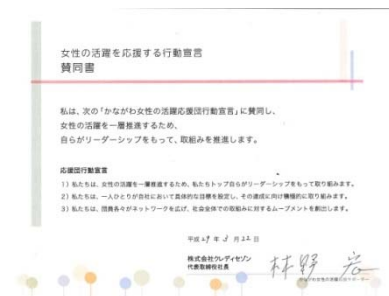 女性の活躍を応援する行動宣言
賛同書
私は、次の「かながわ女性の活躍応援団行動宣言」に賛同し、
女性の活躍を一層推進するため、
自らがリーダーシップをもって、取組みを推進します。
応援団行動宣言
1）私たちは、女性の活躍を一層推進するため、私たちトップ自らがリーダーシップをもって取り組みます。
2）私たちは、一人ひとりが自社において具体的な目標を設定し、その達成に向け積極的に取り組みます。
3）私たちは、団員各々がネットワークを広げ、社会全体での取組みに対するムーブメントを創出します。
平成 29 年 3 月 22 日
株式会社クレディセゾン
代表取締役社長 林野 宏